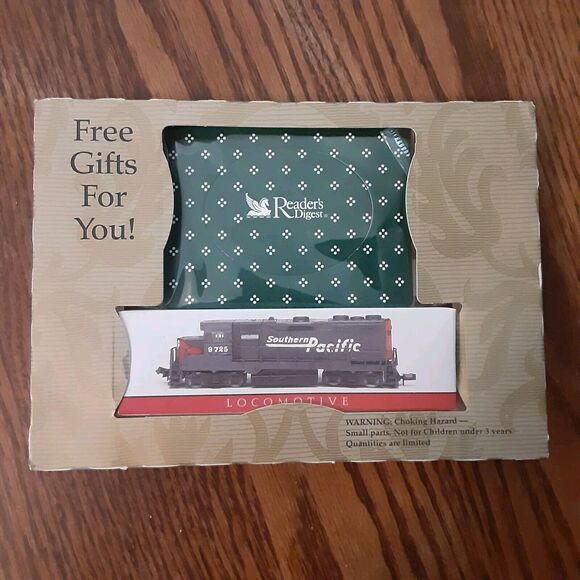 Free
Gifts
For
You!
Reader's
Digest®
9725
Southern Pacific
LOCOMOTIVE
WARNING: Choking Hazard —
Small parts. Not for Children under 3 years.
Quantities are limited